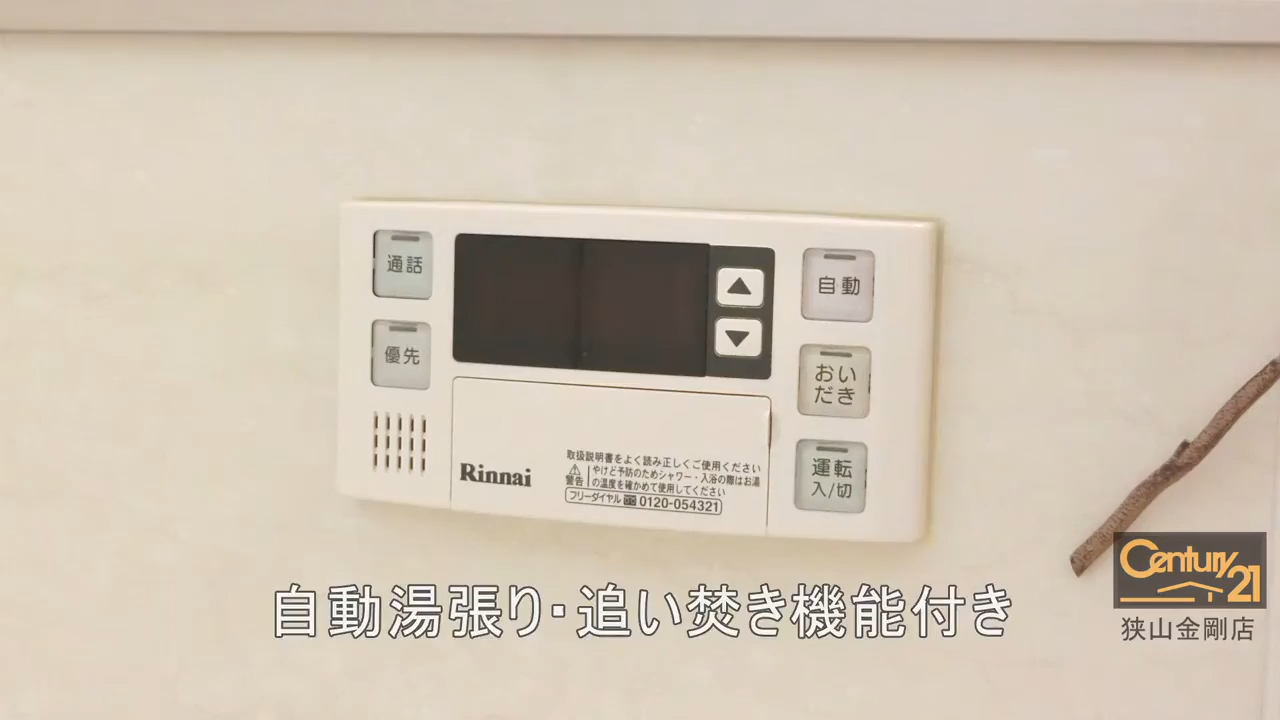 通話
自動
優先
おい
だき
運転
入/切
Rinnai
取扱説明書をよく読み正しくご使用ください
警告
やけど予防のためシャワー・入浴の際はお湯
の温度を確かめて使用してください
フリーダイヤル 0120-054321
自動湯張り・追い焚き機能付き
Century 21
狭山金剛店